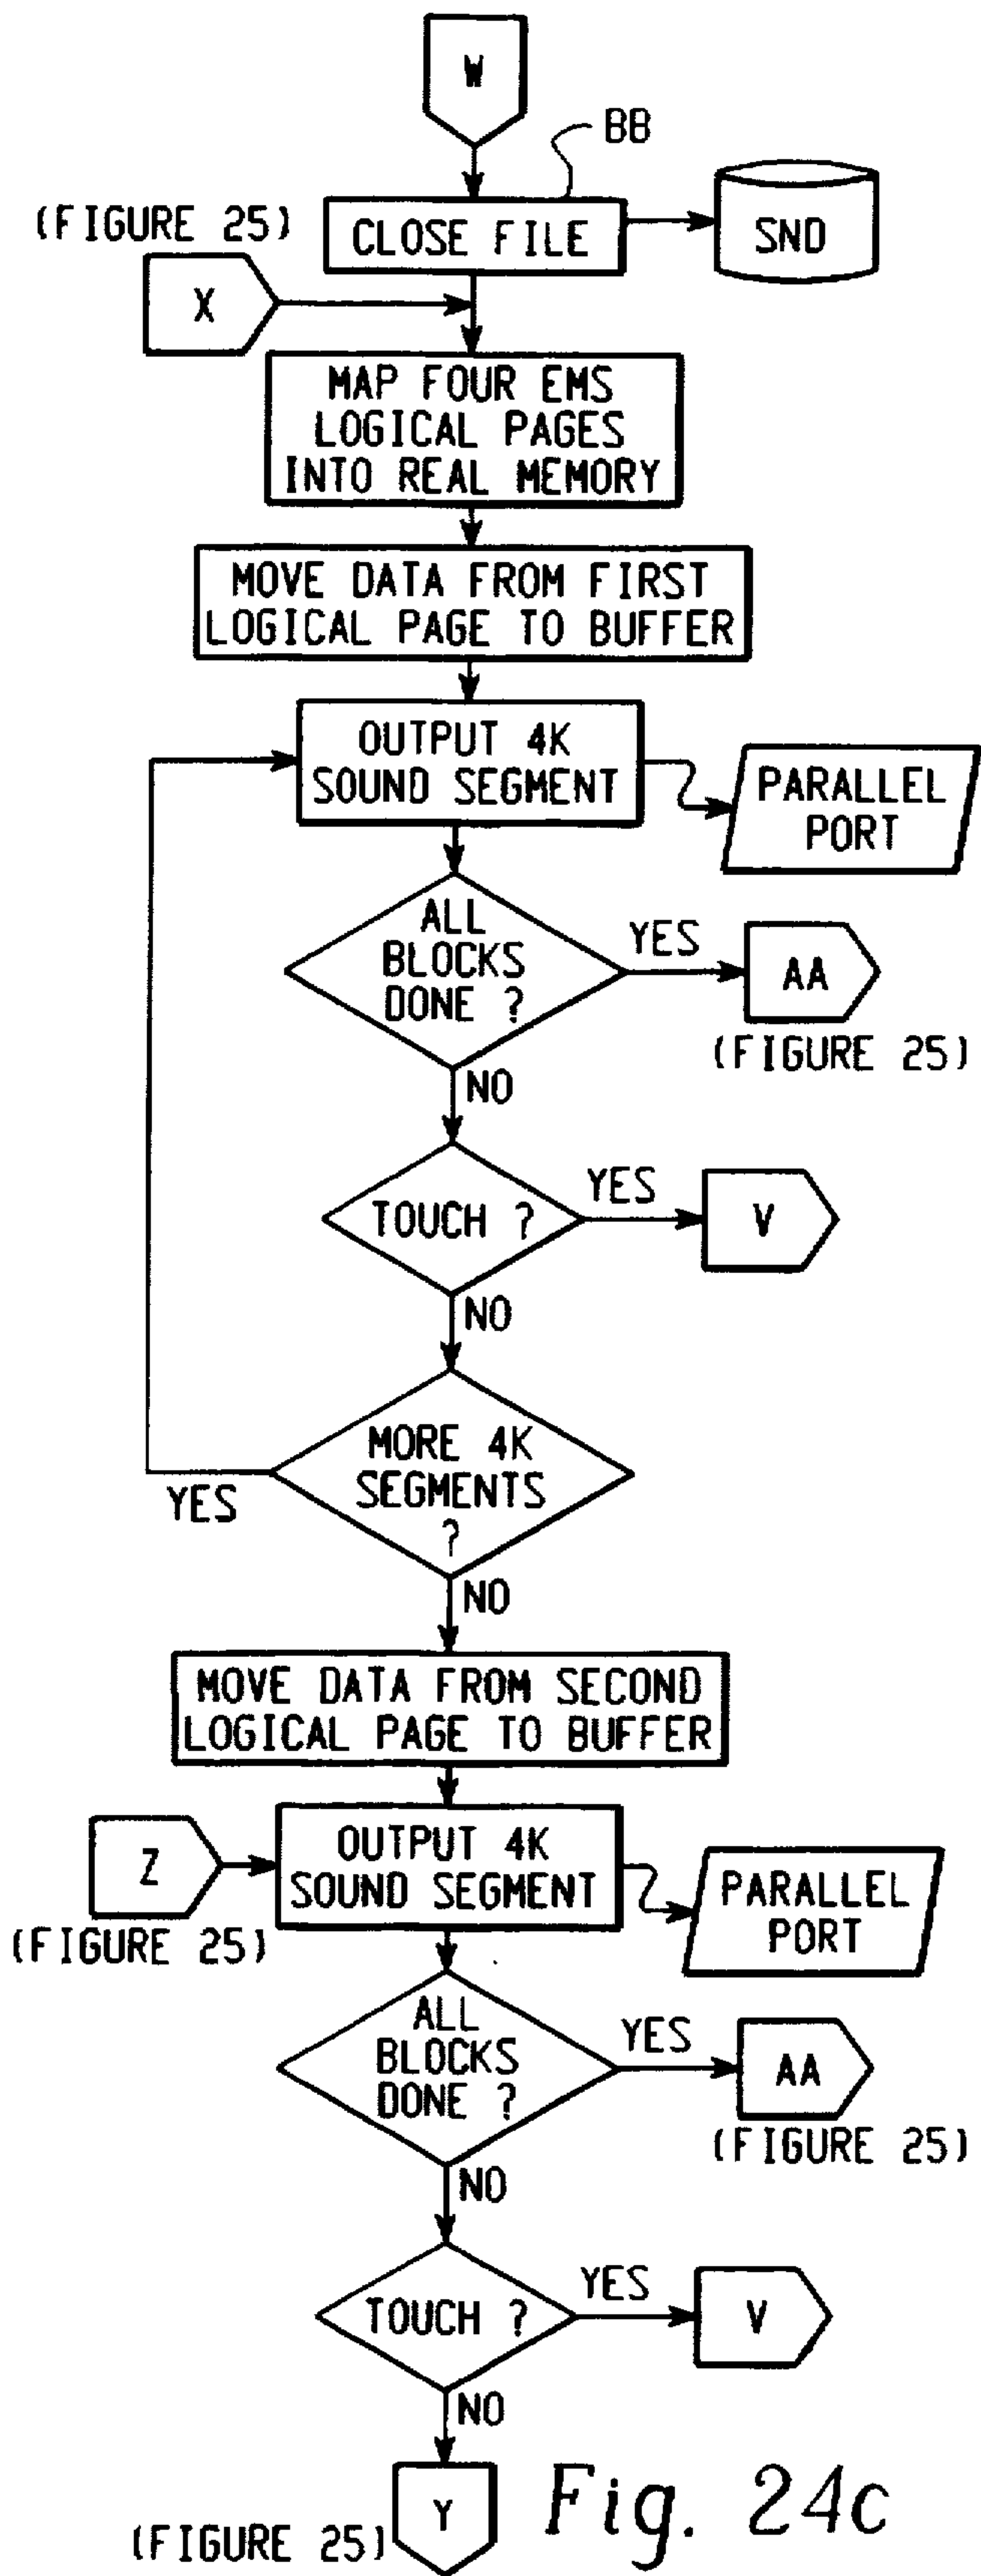 W
BB
(FIGURE 25)
CLOSE FILE
SND
X
MAP FOUR EMS
LOGICAL PAGES
INTO REAL MEMORY
MOVE DATA FROM FIRST
LOGICAL PAGE TO BUFFER
OUTPUT 4K
SOUND SEGMENT
PARALLEL
PORT
ALL
BLOCKS
DONE ?
YES
AA
(FIGURE 25)
NO
TOUCH ?
YES
V
NO
MORE 4K
SEGMENTS
?
YES
NO
MOVE DATA FROM SECOND
LOGICAL PAGE TO BUFFER
Z
(FIGURE 25)
OUTPUT 4K
SOUND SEGMENT
PARALLEL
PORT
ALL
BLOCKS
DONE ?
YES
AA
(FIGURE 25)
NO
TOUCH ?
YES
V
NO
Y
(FIGURE 25)
Fig. 24c